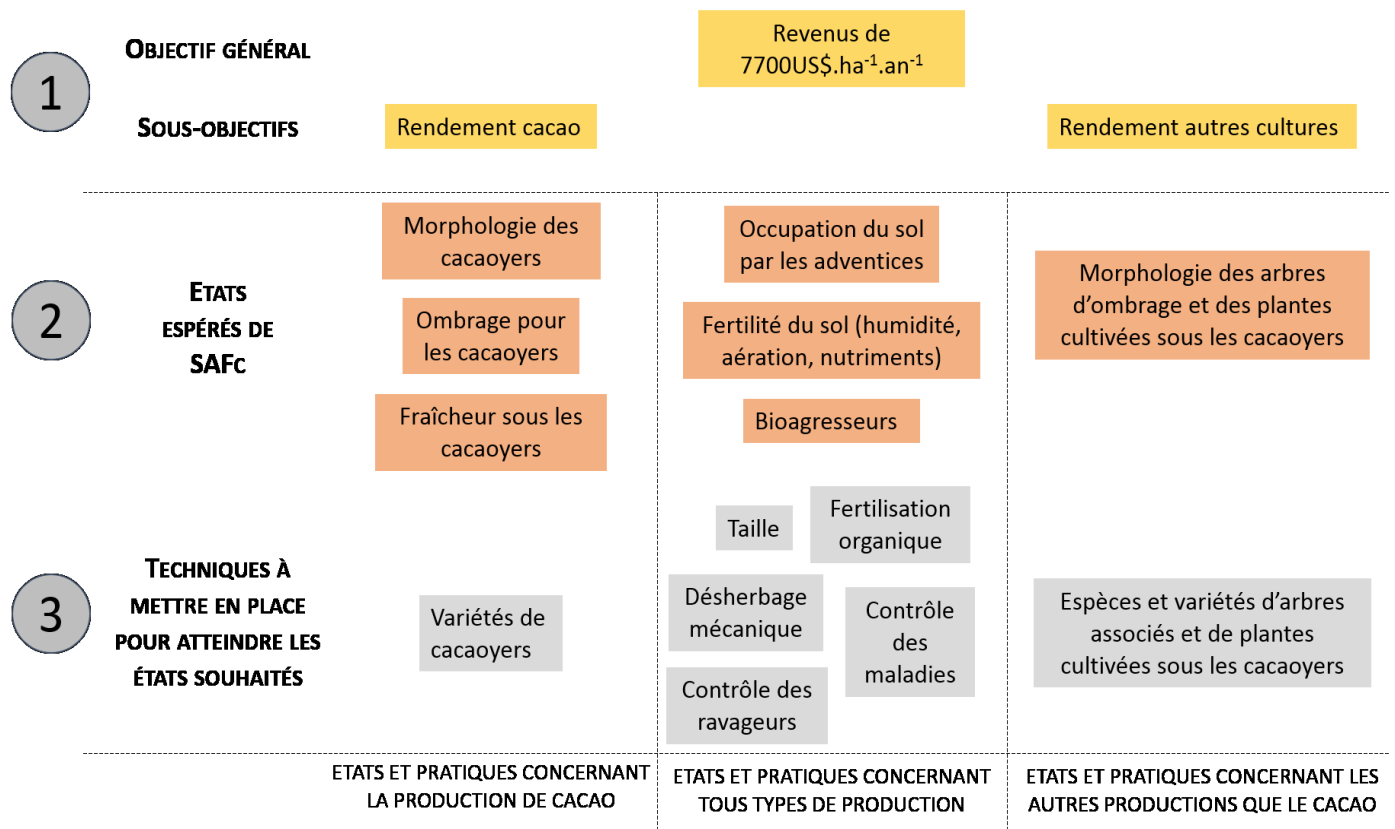 1
OBJECTIF GÉNÉRAL
Revenus de
7700US$.ha⁻¹.an⁻¹
SOUS-OBJECTIFS
Rendement cacao
Rendement autres cultures
2
ETATS
ESPÉRÉS DE
SAFC
Morphologie des
cacaoyers
Ombrage pour
les cacaoyers
Fraîcheur sous les
cacaoyers
Occupation du sol
par les adventices
Fertilité du sol (humidité,
aération, nutriments)
Bioagresseurs
Morphologie des arbres
d’ombrage et des plantes
cultivées sous les cacaoyers
3
TECHNIQUES À
METTRE EN PLACE
POUR ATTEINDRE LES
ÉTATS SOUHAITÉS
Variétés de
cacaoyers
Taille
Fertilisation
organique
Désherbage
mécanique
Contrôle
des
maladies
Contrôle des
ravageurs
Espèces et variétés d’arbres
associés et de plantes
cultivées sous les cacaoyers
ETATS ET PRATIQUES CONCERNANT
LA PRODUCTION DE CACAO
ETATS ET PRATIQUES CONCERNANT
TOUS TYPES DE PRODUCTION
ETATS ET PRATIQUES CONCERNANT LES
AUTRES PRODUCTIONS QUE LE CACAO